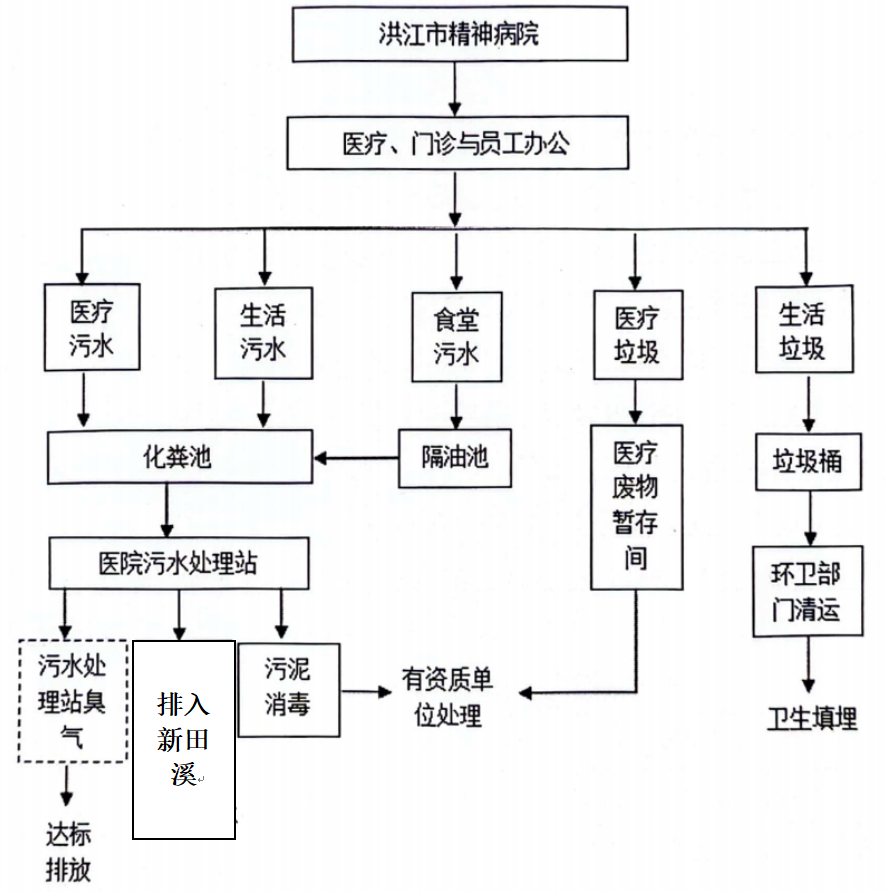 洪江市精神病院
医疗、门诊与员工办公
医疗
污水
生活
污水
食堂
污水
医疗
垃圾
生活
垃圾
化粪池
隔油池
医疗
废物
暂存
间
垃圾桶
医院污水处理站
环卫部
门清运
污水处
理站臭
气
排入
新田
溪
污泥
消毒
有资质单
位处理
卫生填埋
达标
排放